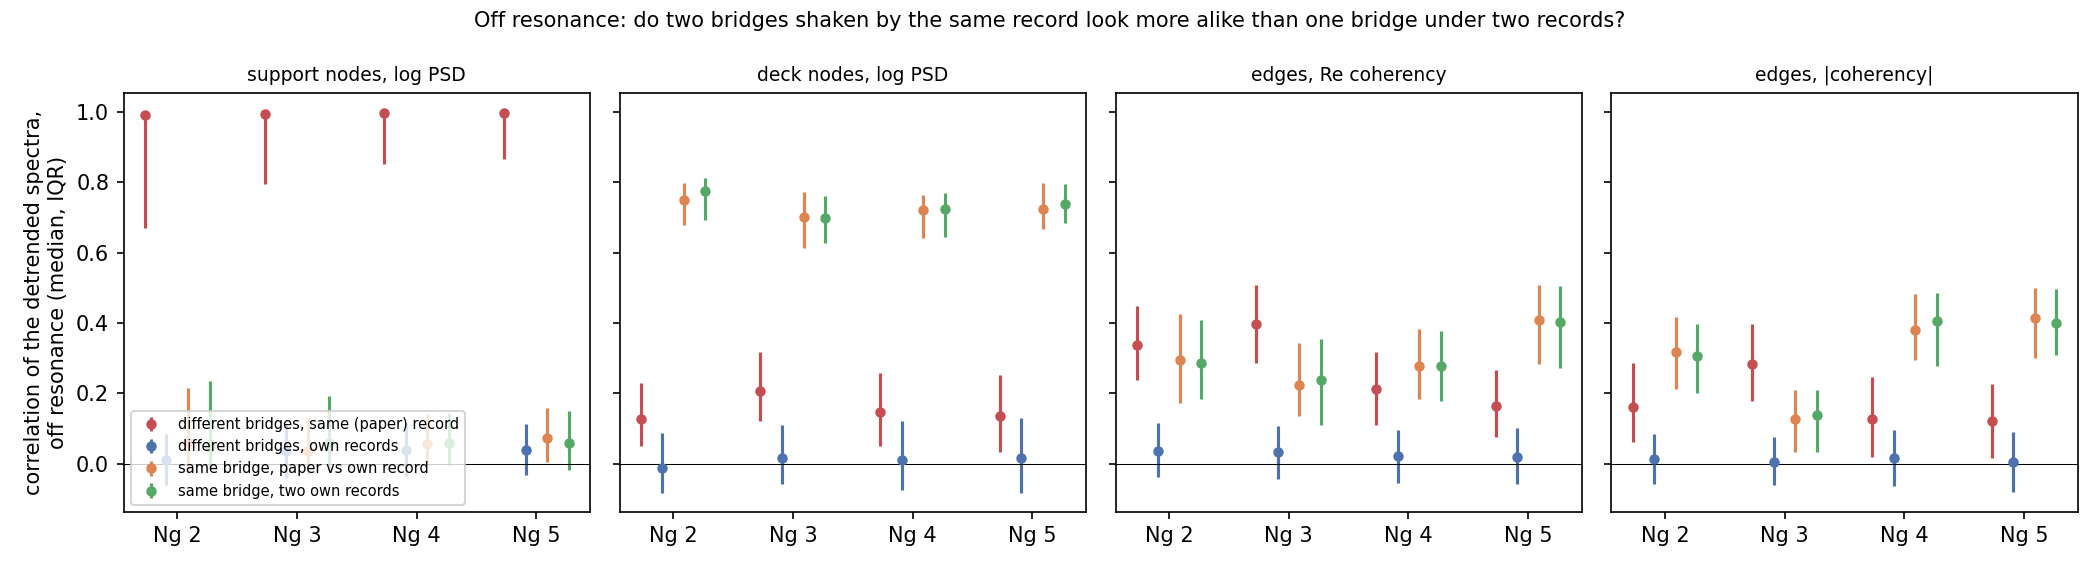 Off resonance: do two bridges shaken by the same record look more alike than one bridge under two records?
support nodes, log PSD
deck nodes, log PSD
edges, Re coherency
edges, |coherency|
correlation of the detrended spectra,
off resonance (median, IQR)
1.0
0.8
0.6
0.4
0.2
0.0
different bridges, same (paper) record
different bridges, own records
same bridge, paper vs own record
same bridge, two own records
Ng 2 Ng 3 Ng 4 Ng 5
Ng 2 Ng 3 Ng 4 Ng 5
Ng 2 Ng 3 Ng 4 Ng 5
Ng 2 Ng 3 Ng 4 Ng 5